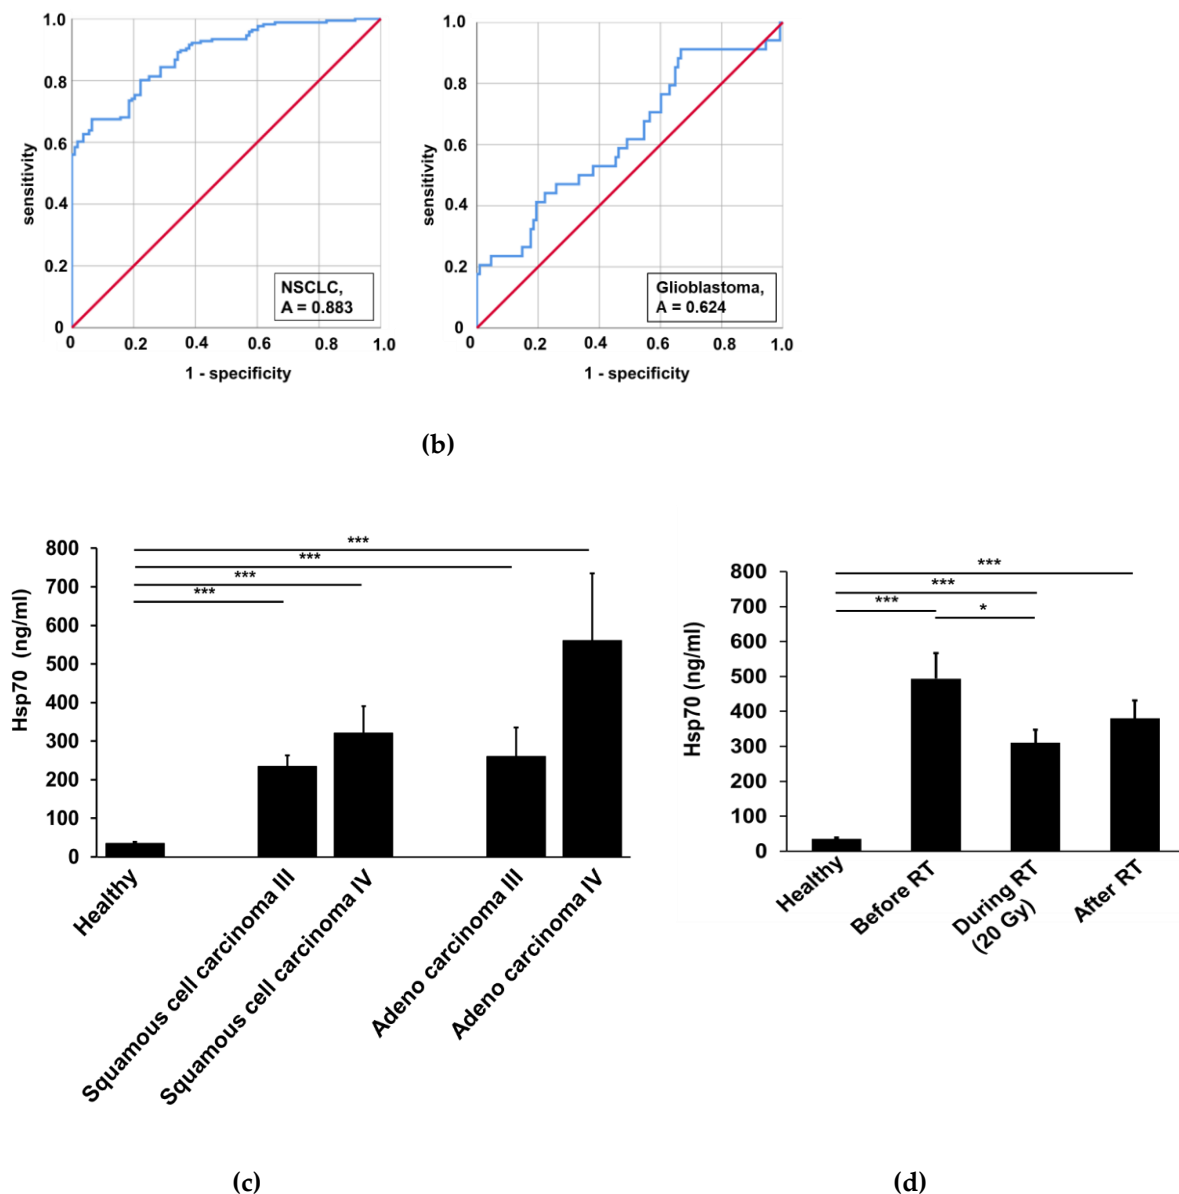 1.0
0.8
0.6
0.4
0.2
0
sensitivity
NSCLC,
A = 0.883
0 0.2 0.4 0.6 0.8 1.0
1 - specificity
1.0
0.8
0.6
0.4
0.2
0
sensitivity
Glioblastoma,
A = 0.624
0 0.2 0.4 0.6 0.8 1.0
1 - specificity
(b)
800
700
600
500
400
300
200
100
0
Hsp70 (ng/ml)
***
***
***
***
Healthy
Squamous cell carcinoma III
Squamous cell carcinoma IV
Adeno carcinoma III
Adeno carcinoma IV
(c)
800
700
600
500
400
300
200
100
0
Hsp70 (ng/ml)
***
***
***
*
Healthy
Before RT
During RT
(20 Gy)
After RT
(d)